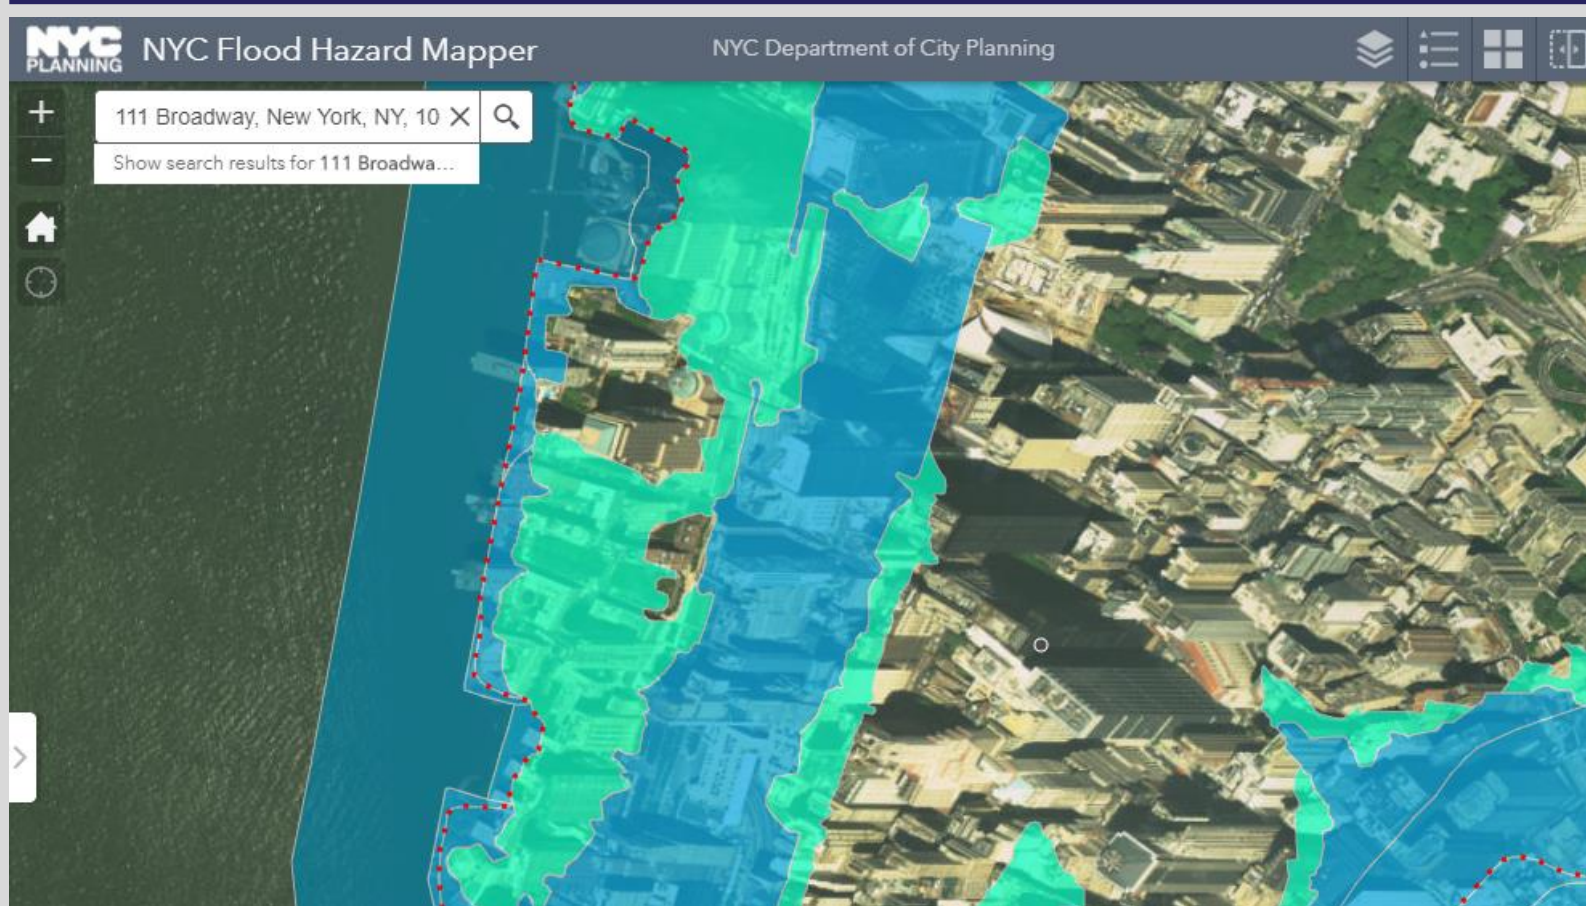 NYC
PLANNING
NYC Flood Hazard Mapper
NYC Department of City Planning
111 Broadway, New York, NY, 10
Show search results for 111 Broadwa...